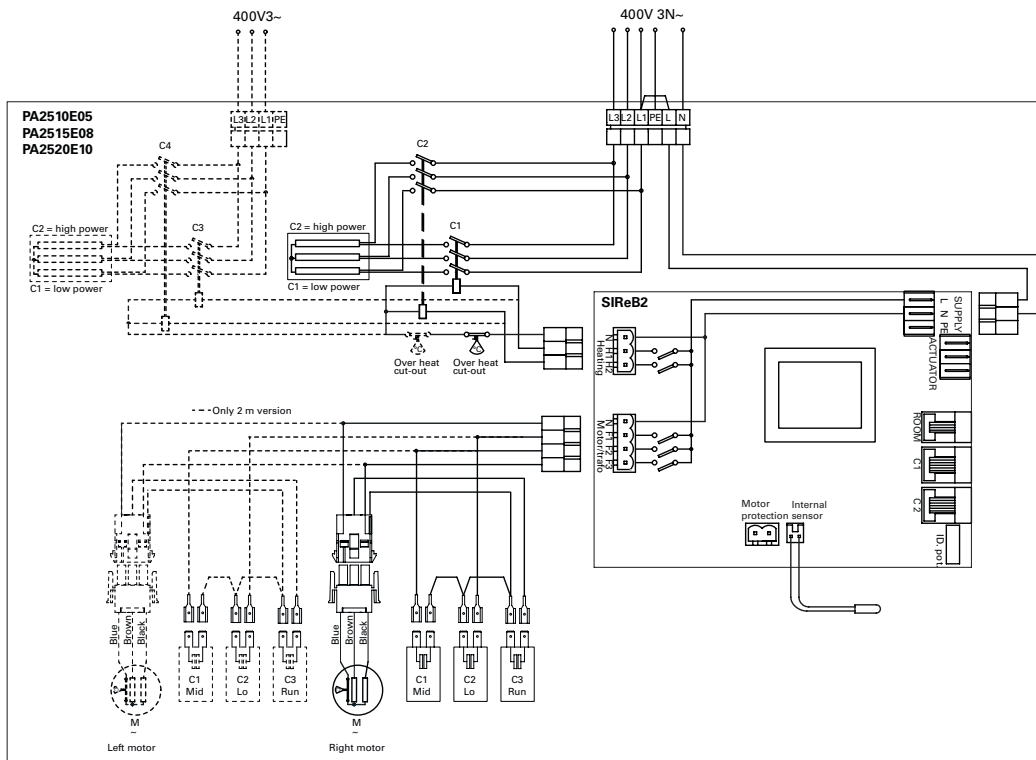 400V3~
400V 3N~
PA2510E05
PA2515E08
PA2520E10
L3 L2 L1 PE
L3 L2 L1 PE L N
C4
C2
C3
C1
C2 = high power
C1 = low power
C2 = high power
C1 = low power
SIReB2
L
N
PE
SUPPLY
ACTUATOR
ROOM
C1
C 2
ID. pot.
N
H1
H2
Heating
°C
Over heat
cut-out
°C
Over heat
cut-out
Only 2 m version
N
F1
F2
F3
Motor/trafo
Motor
protection
Internal
sensor
Blue
Brown
Black
C1
Mid
C2
Lo
C3
Run
M
~
Left motor
Blue
Brown
Black
C1
Mid
C2
Lo
C3
Run
M
~
Right motor